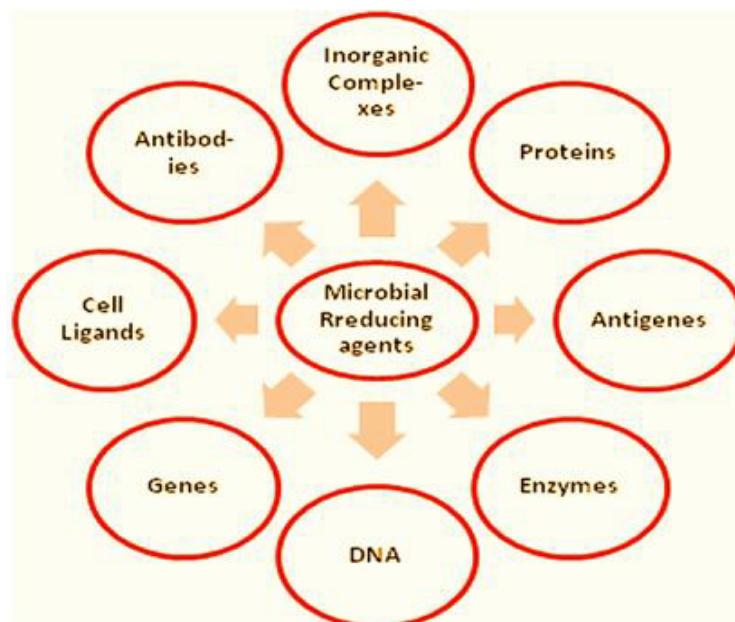 Inorganic
Comple-
xes
Antibod-
ies
Proteins
Cell
Ligands
Microbial
Rreducing
agents
Antigenes
Genes
Enzymes
DNA